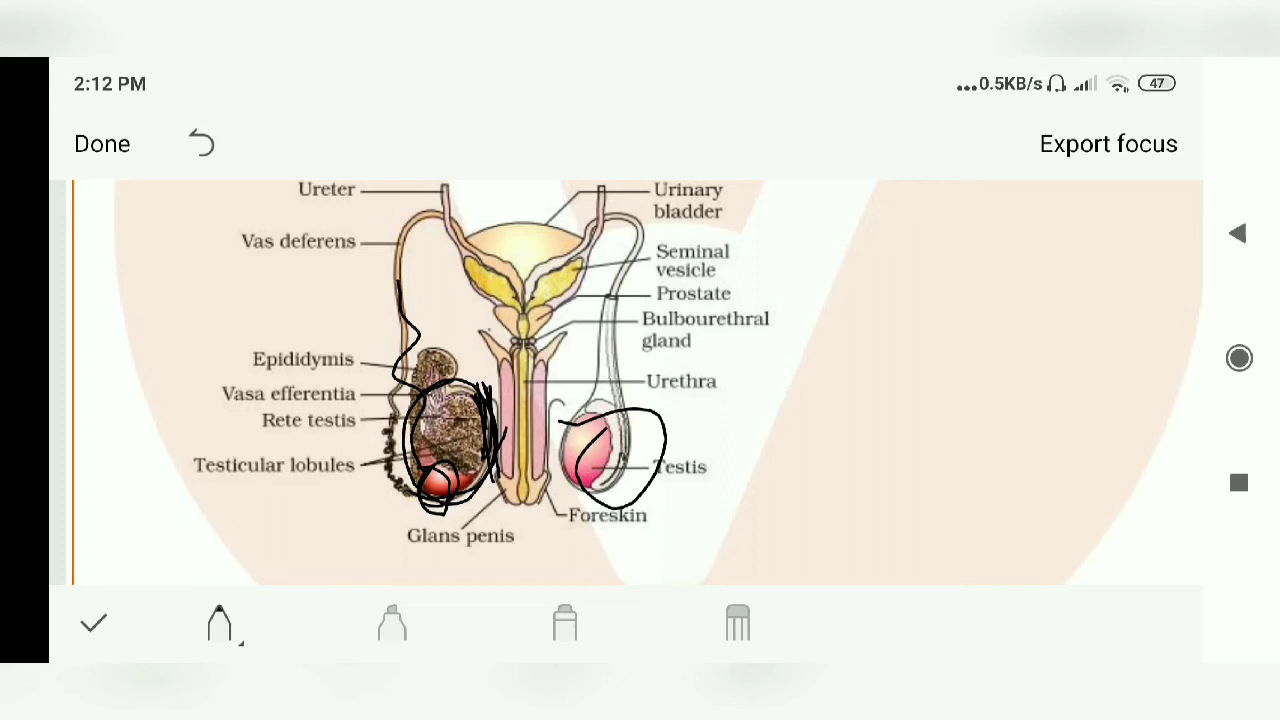 2:12 PM
...0.5KB/s
47
Done
Export focus
Ureter
Urinary
bladder
Vas deferens
Seminal
vesicle
Prostate
Bulbourethral
gland
Epididymis
Urethra
Vasa efferentia
Rete testis
Testicular lobules
Testis
Foreskin
Glans penis